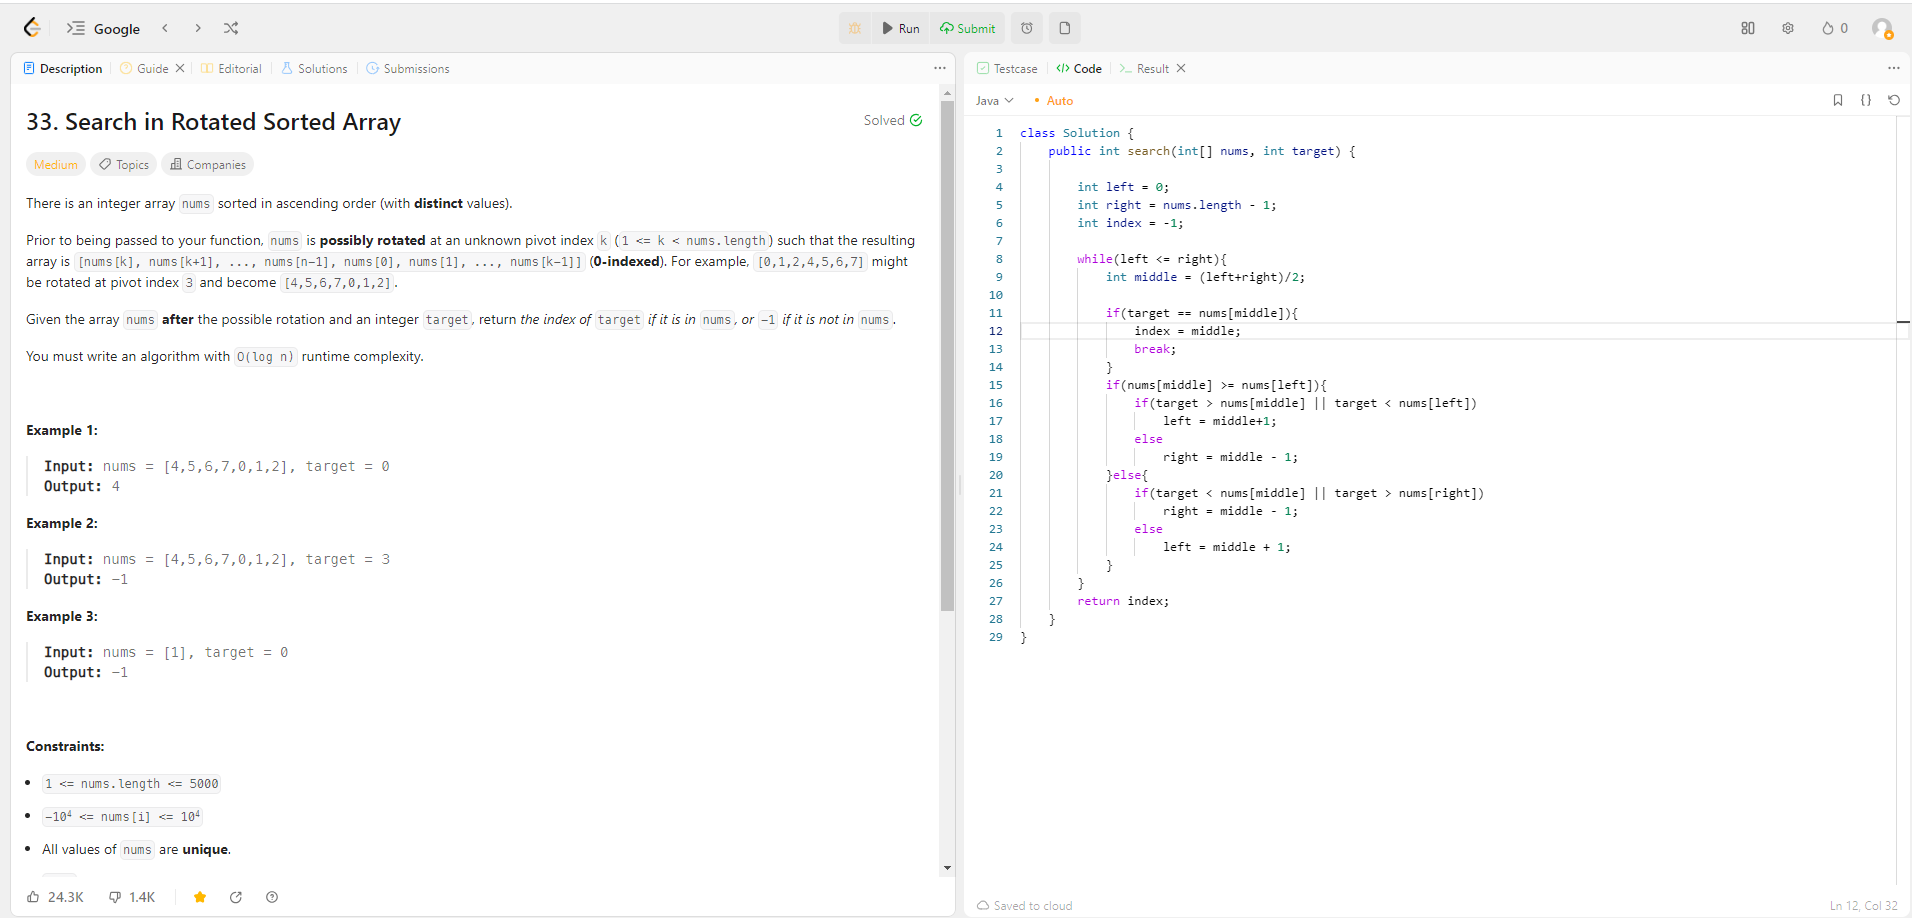 Google
Run
Submit
0
Description
Guide
Editorial
Solutions
Submissions
33. Search in Rotated Sorted Array
Solved
Medium
Topics
Companies
There is an integer array nums sorted in ascending order (with distinct values).
Prior to being passed to your function, nums is possibly rotated at an unknown pivot index k (1 <= k < nums.length) such that the resulting
array is [nums[k], nums[k+1], ..., nums[n-1], nums[0], nums[1], ..., nums[k-1]] (0-indexed). For example, [0,1,2,4,5,6,7] might
be rotated at pivot index 3 and become [4,5,6,7,0,1,2].
Given the array nums after the possible rotation and an integer target, return the index of target if it is in nums, or -1 if it is not in nums.
You must write an algorithm with O(log n) runtime complexity.
Example 1:
Input: nums = [4,5,6,7,0,1,2], target = 0
Output: 4
Example 2:
Input: nums = [4,5,6,7,0,1,2], target = 3
Output: -1
Example 3:
Input: nums = [1], target = 0
Output: -1
Constraints:
• 1 <= nums.length <= 5000
• -10⁴ <= nums[i] <= 10⁴
• All values of nums are unique.
24.3K
1.4K
Testcase
Code
Result
Java
Auto
1 class Solution {
2 public int search(int[] nums, int target) {
3
4 int left = 0;
5 int right = nums.length - 1;
6 int index = -1;
7
8 while(left <= right){
9 int middle = (left+right)/2;
10
11 if(target == nums[middle]){
12 index = middle;
13 break;
14 }
15 if(nums[middle] >= nums[left]){
16 if(target > nums[middle] || target < nums[left])
17 left = middle+1;
18 else
19 right = middle - 1;
20 }else{
21 if(target < nums[middle] || target > nums[right])
22 right = middle - 1;
23 else
24 left = middle + 1;
25 }
26 }
27 return index;
28 }
29 }
Saved to cloud
Ln 12, Col 32